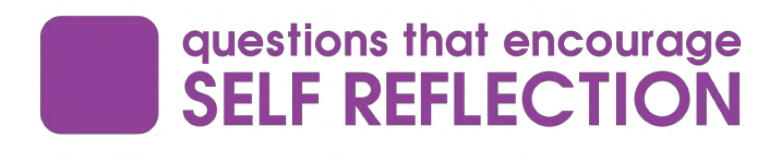 questions that encourage
SELF REFLECTION